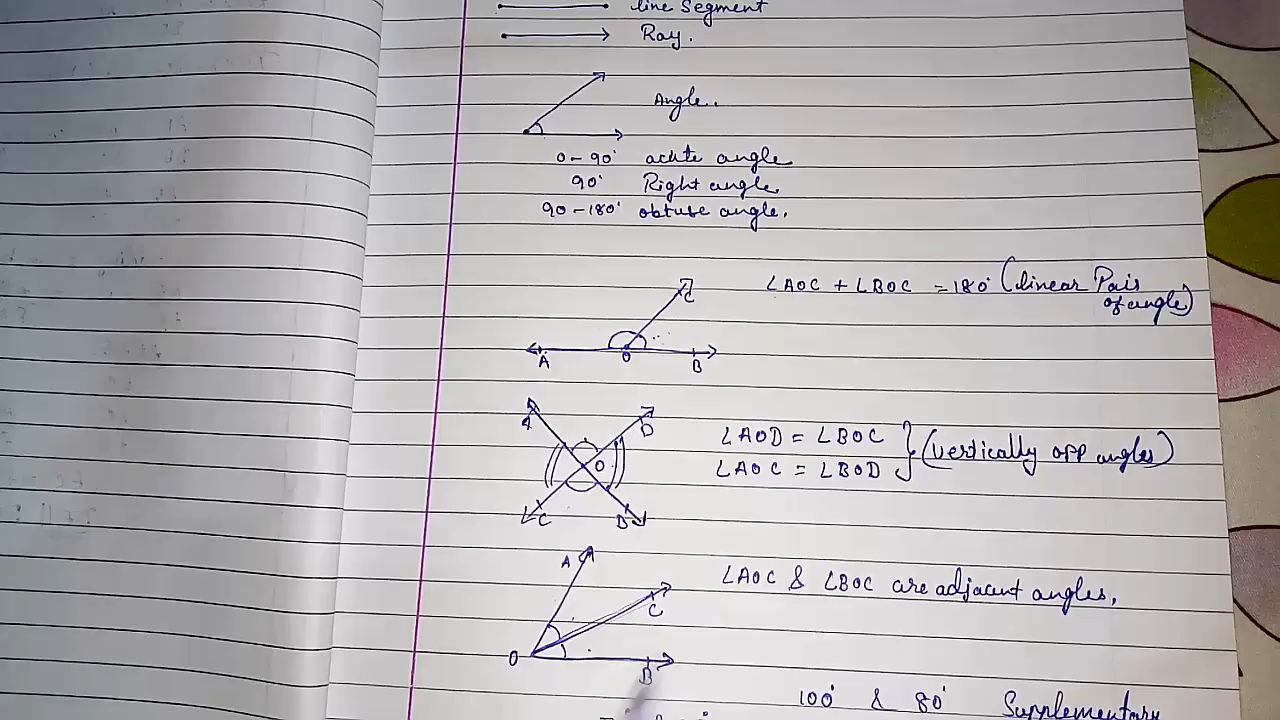 line Segment
Ray.
Angle.
0-90° acute angle
90° Right angle
90-180° obtuse angle.
C
∠AOC + ∠BOC = 180° (linear Pair
of angle)
A O B
A D
∠AOD = ∠BOC
∠AOC = ∠BOD } (vertically opp angles)
O
C B
A
∠AOC & ∠BOC are adjacent angles.
C
O B
100° & 80° Supplementary